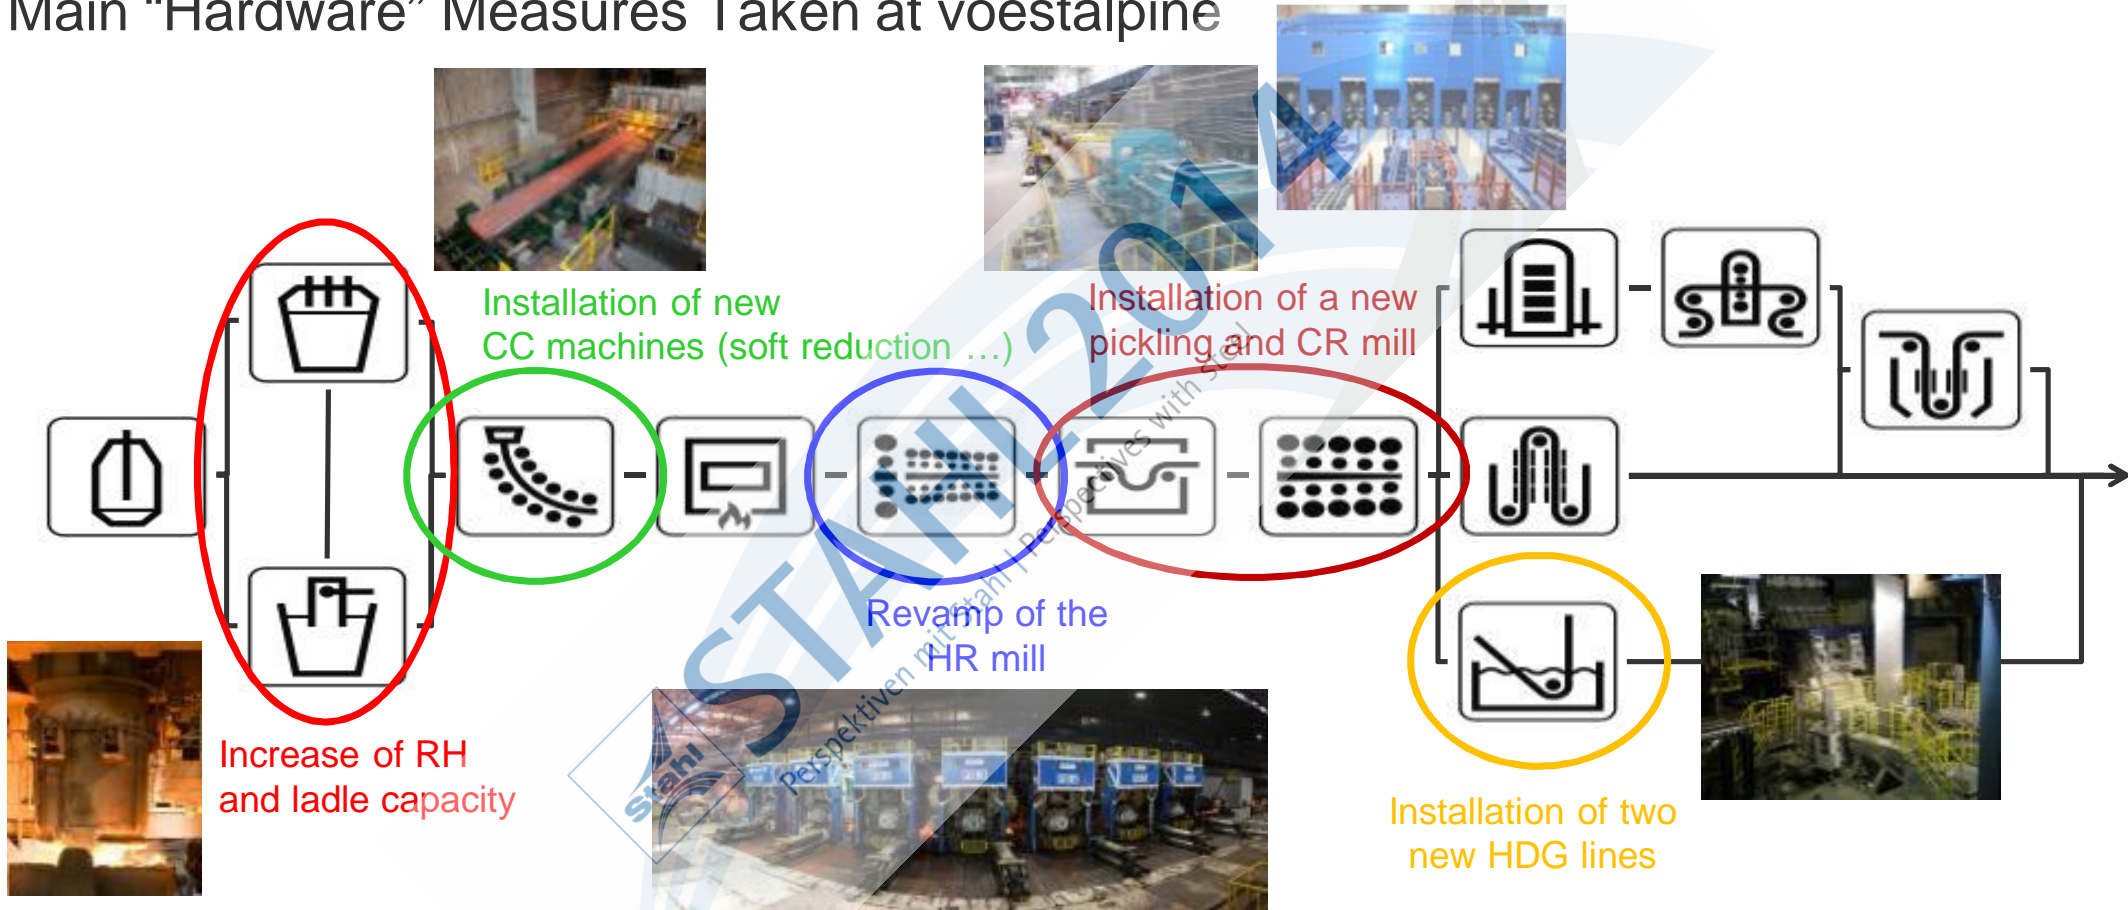 Main “Hardware” Measures Taken at voestalpine
Installation of new
CC machines (soft reduction …)
Installation of a new
pickling and CR mill
Revamp of the
HR mill
Increase of RH
and ladle capacity
Installation of two
new HDG lines
STAHL 2014
Perspektiven mit Stahl | Perspectives with steel
Stahl